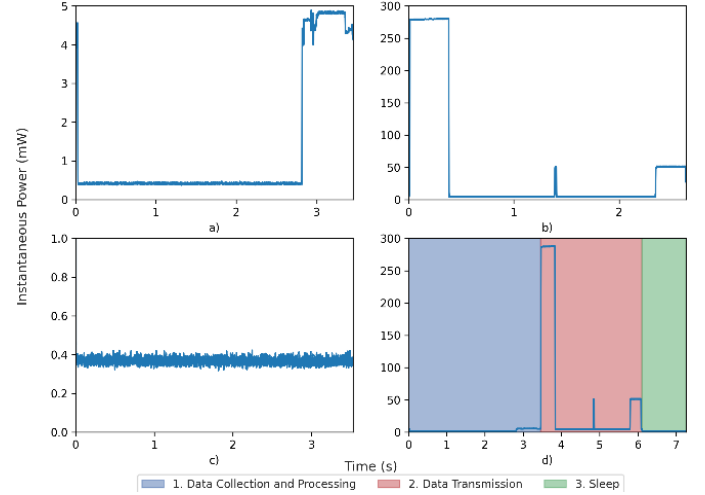 Instantaneous Power (mW)
5
4
3
2
1
0
0 1 2 3
a)
300
250
200
150
100
50
0
0 1 2
b)
1.0
0.8
0.6
0.4
0.2
0.0
0 1 2 3
c)
300
250
200
150
100
50
0
0 1 2 3 4 5 6 7
d)
Time (s)
1. Data Collection and Processing 2. Data Transmission 3. Sleep